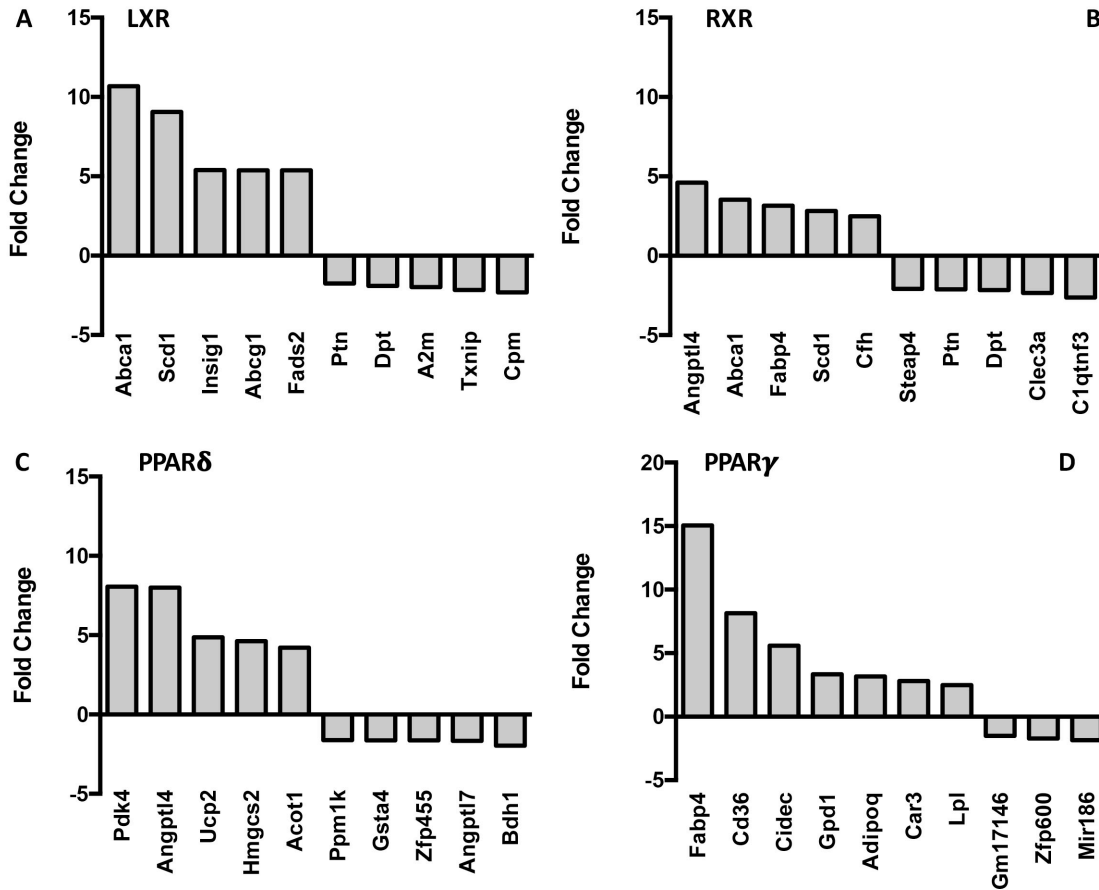 A LXR
15
10
5
0
-5
Fold Change
Abca1
Scd1
Insig1
Abcg1
Fads2
Ptn
Dpt
A2m
Txnip
Cpm
RXR B
15
10
5
0
-5
Fold Change
Angptl4
Abca1
Fabp4
Scd1
Cfh
Steap4
Ptn
Dpt
Clec3a
C1qtnf3
C PPARδ
15
10
5
0
-5
Fold Change
Pdk4
Angptl4
Ucp2
Hmgcs2
Acot1
Ppm1k
Gsta4
Zfp455
Angptl7
Bdh1
PPARγ D
20
15
10
5
0
-5
Fold Change
Fabp4
Cd36
Cidec
Gpd1
Adipoq
Car3
Lpl
Gm17146
Zfp600
Mir186